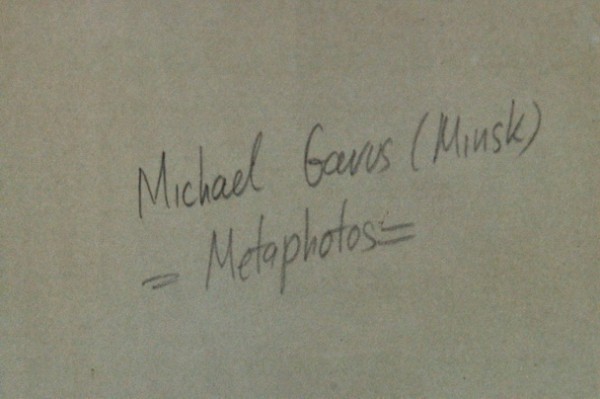 Michael Gavus (Minsk)
= Metaphotos =